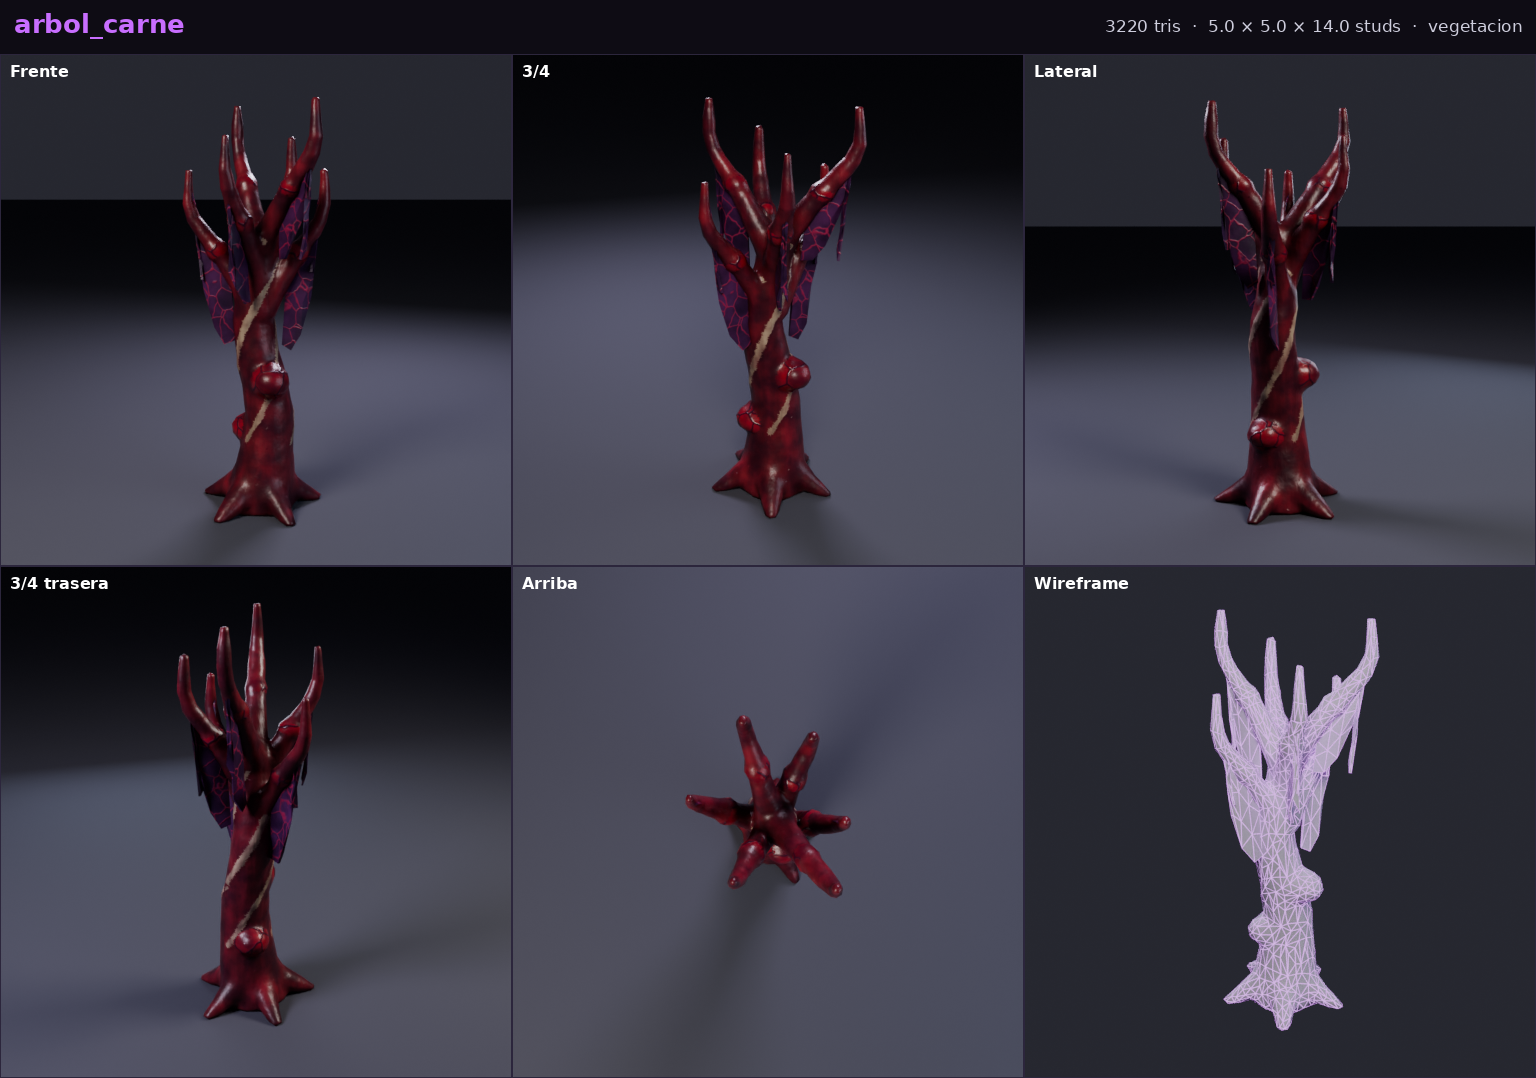 arbol_carne
3220 tris · 5.0 × 5.0 × 14.0 studs · vegetacion
Frente
3/4
Lateral
3/4 trasera
Arriba
Wireframe